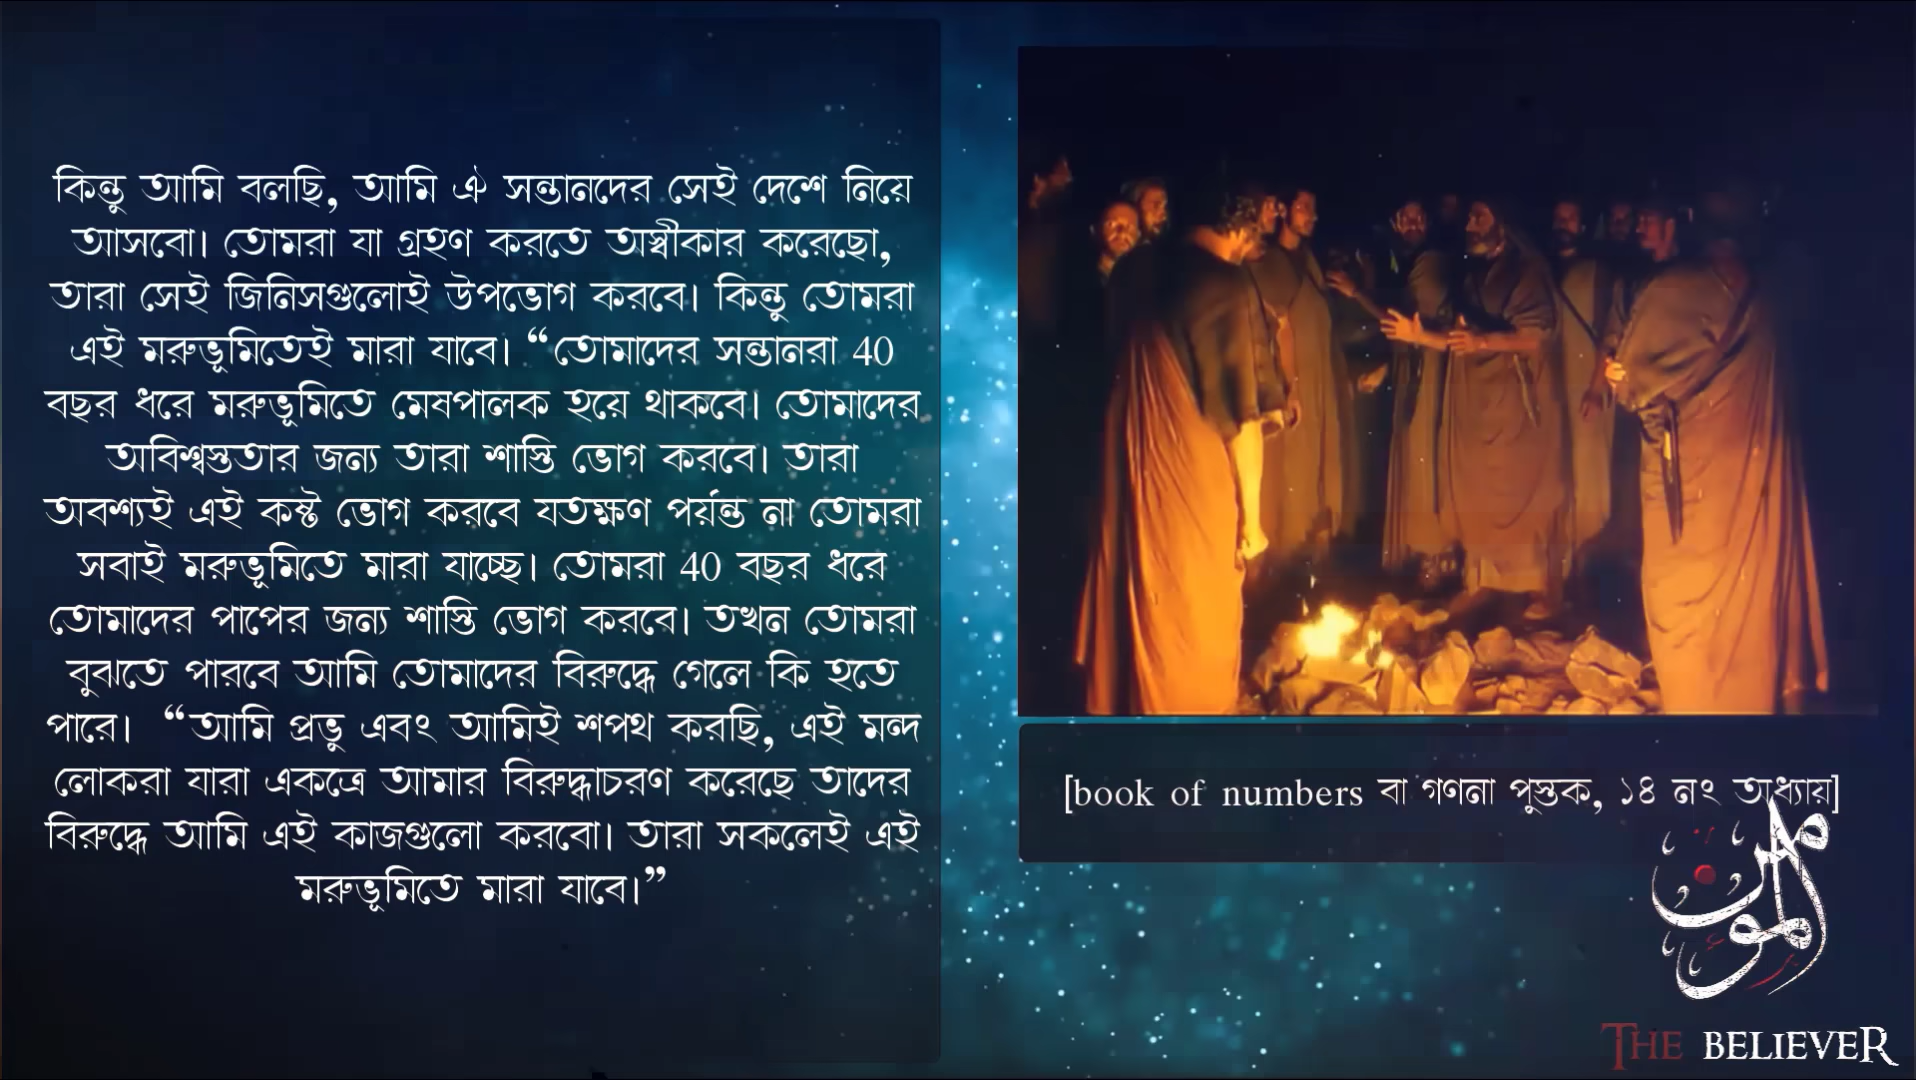 কিন্তু আমি বলছি, আমি ঐ সন্তানদের সেই দেশে নিয়ে
আসবো। তোমরা যা গ্রহণ করতে অস্বীকার করেছো,
তারা সেই জিনিসগুলোই উপভোগ করবে। কিন্তু তোমরা
এই মরুভূমিতেই মারা যাবে। “তোমাদের সন্তানরা 40
বছর ধরে মরুভূমিতে মেষপালক হয়ে থাকবে। তোমাদের
অবিশ্বস্ততার জন্য তারা শাস্তি ভোগ করবে। তারা
অবশ্যই এই কষ্ট ভোগ করবে যতক্ষণ পর্য়ন্ত না তোমরা
সবাই মরুভূমিতে মারা যাচ্ছে। তোমরা 40 বছর ধরে
তোমাদের পাপের জন্য শাস্তি ভোগ করবে। তখন তোমরা
বুঝতে পারবে আমি তোমাদের বিরুদ্ধে গেলে কি হতে
পারে। “আমি প্রভু এবং আমিই শপথ করছি, এই মন্দ
লোকরা যারা একত্রে আমার বিরুদ্ধাচরণ করেছে তাদের
বিরুদ্ধে আমি এই কাজগুলো করবো। তারা সকলেই এই
মরুভূমিতে মারা যাবে।”
[book of numbers বা গণনা পুস্তক, ১৪ নং অধ্যায়]
المؤمن
THE BELIEVER